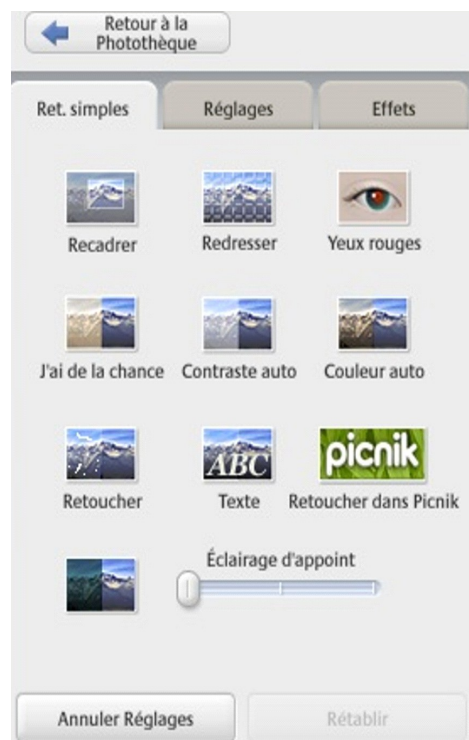 Retour à la
Photothèque
Ret. simples
Réglages
Effets
Recadrer
Redresser
Yeux rouges
J'ai de la chance
Contraste auto
Couleur auto
ABC
picnik
Retoucher
Texte
Retoucher dans Picnik
Éclairage d'appoint
Annuler Réglages
Rétablir